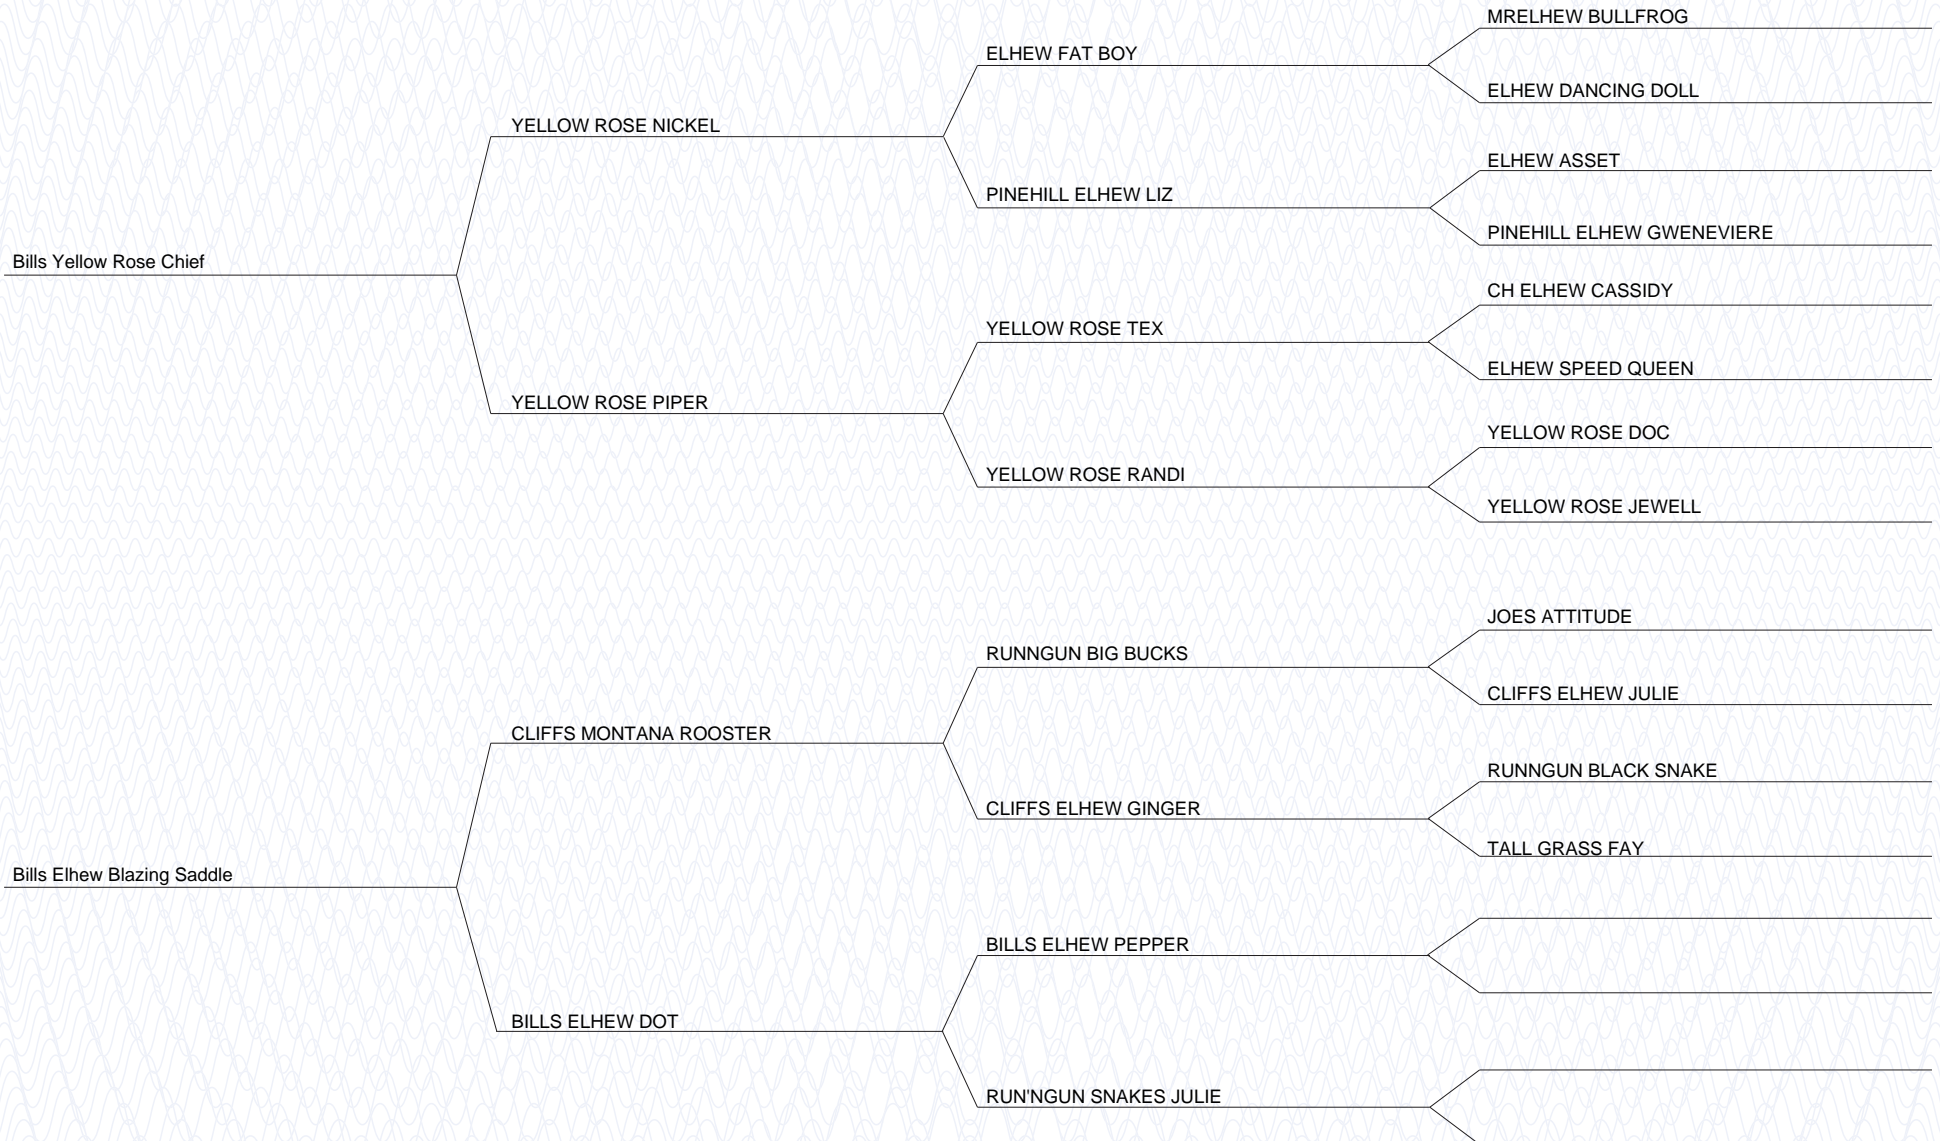 MRELHEW BULLFROG
ELHEW FAT BOY
ELHEW DANCING DOLL
YELLOW ROSE NICKEL
ELHEW ASSET
PINEHILL ELHEW LIZ
PINEHILL ELHEW GWENEVIERE
Bills Yellow Rose Chief
CH ELHEW CASSIDY
YELLOW ROSE TEX
ELHEW SPEED QUEEN
YELLOW ROSE PIPER
YELLOW ROSE DOC
YELLOW ROSE RANDI
YELLOW ROSE JEWELL
JOES ATTITUDE
RUNNGUN BIG BUCKS
CLIFFS ELHEW JULIE
CLIFFS MONTANA ROOSTER
RUNNGUN BLACK SNAKE
CLIFFS ELHEW GINGER
TALL GRASS FAY
Bills Elhew Blazing Saddle
BILLS ELHEW PEPPER
BILLS ELHEW DOT
RUN'NGUN SNAKES JULIE